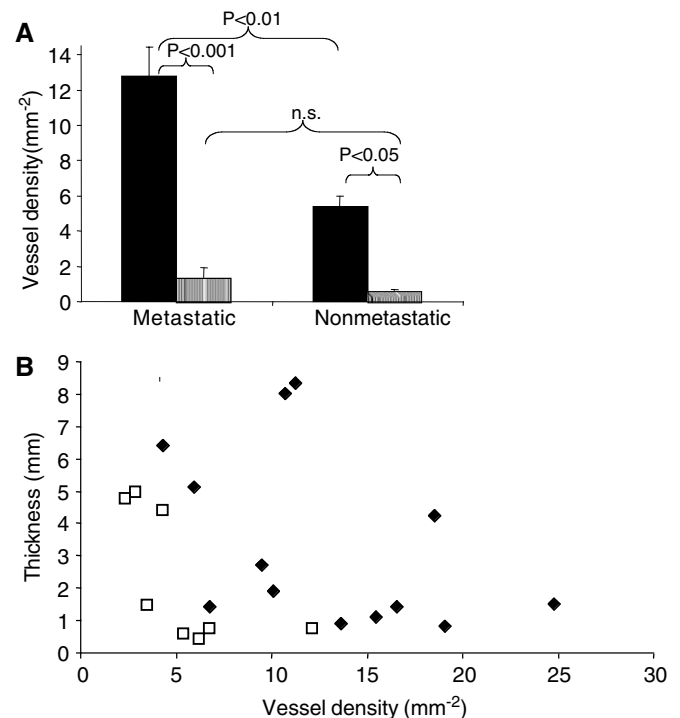 A
P<0.01
P<0.001
n.s.
P<0.05
Vessel density(mm-2)
14
12
10
8
6
4
2
0
Metastatic
Nonmetastatic
B
Thickness (mm)
9
8
7
6
5
4
3
2
1
0
0 5 10 15 20 25 30
Vessel density (mm-2)